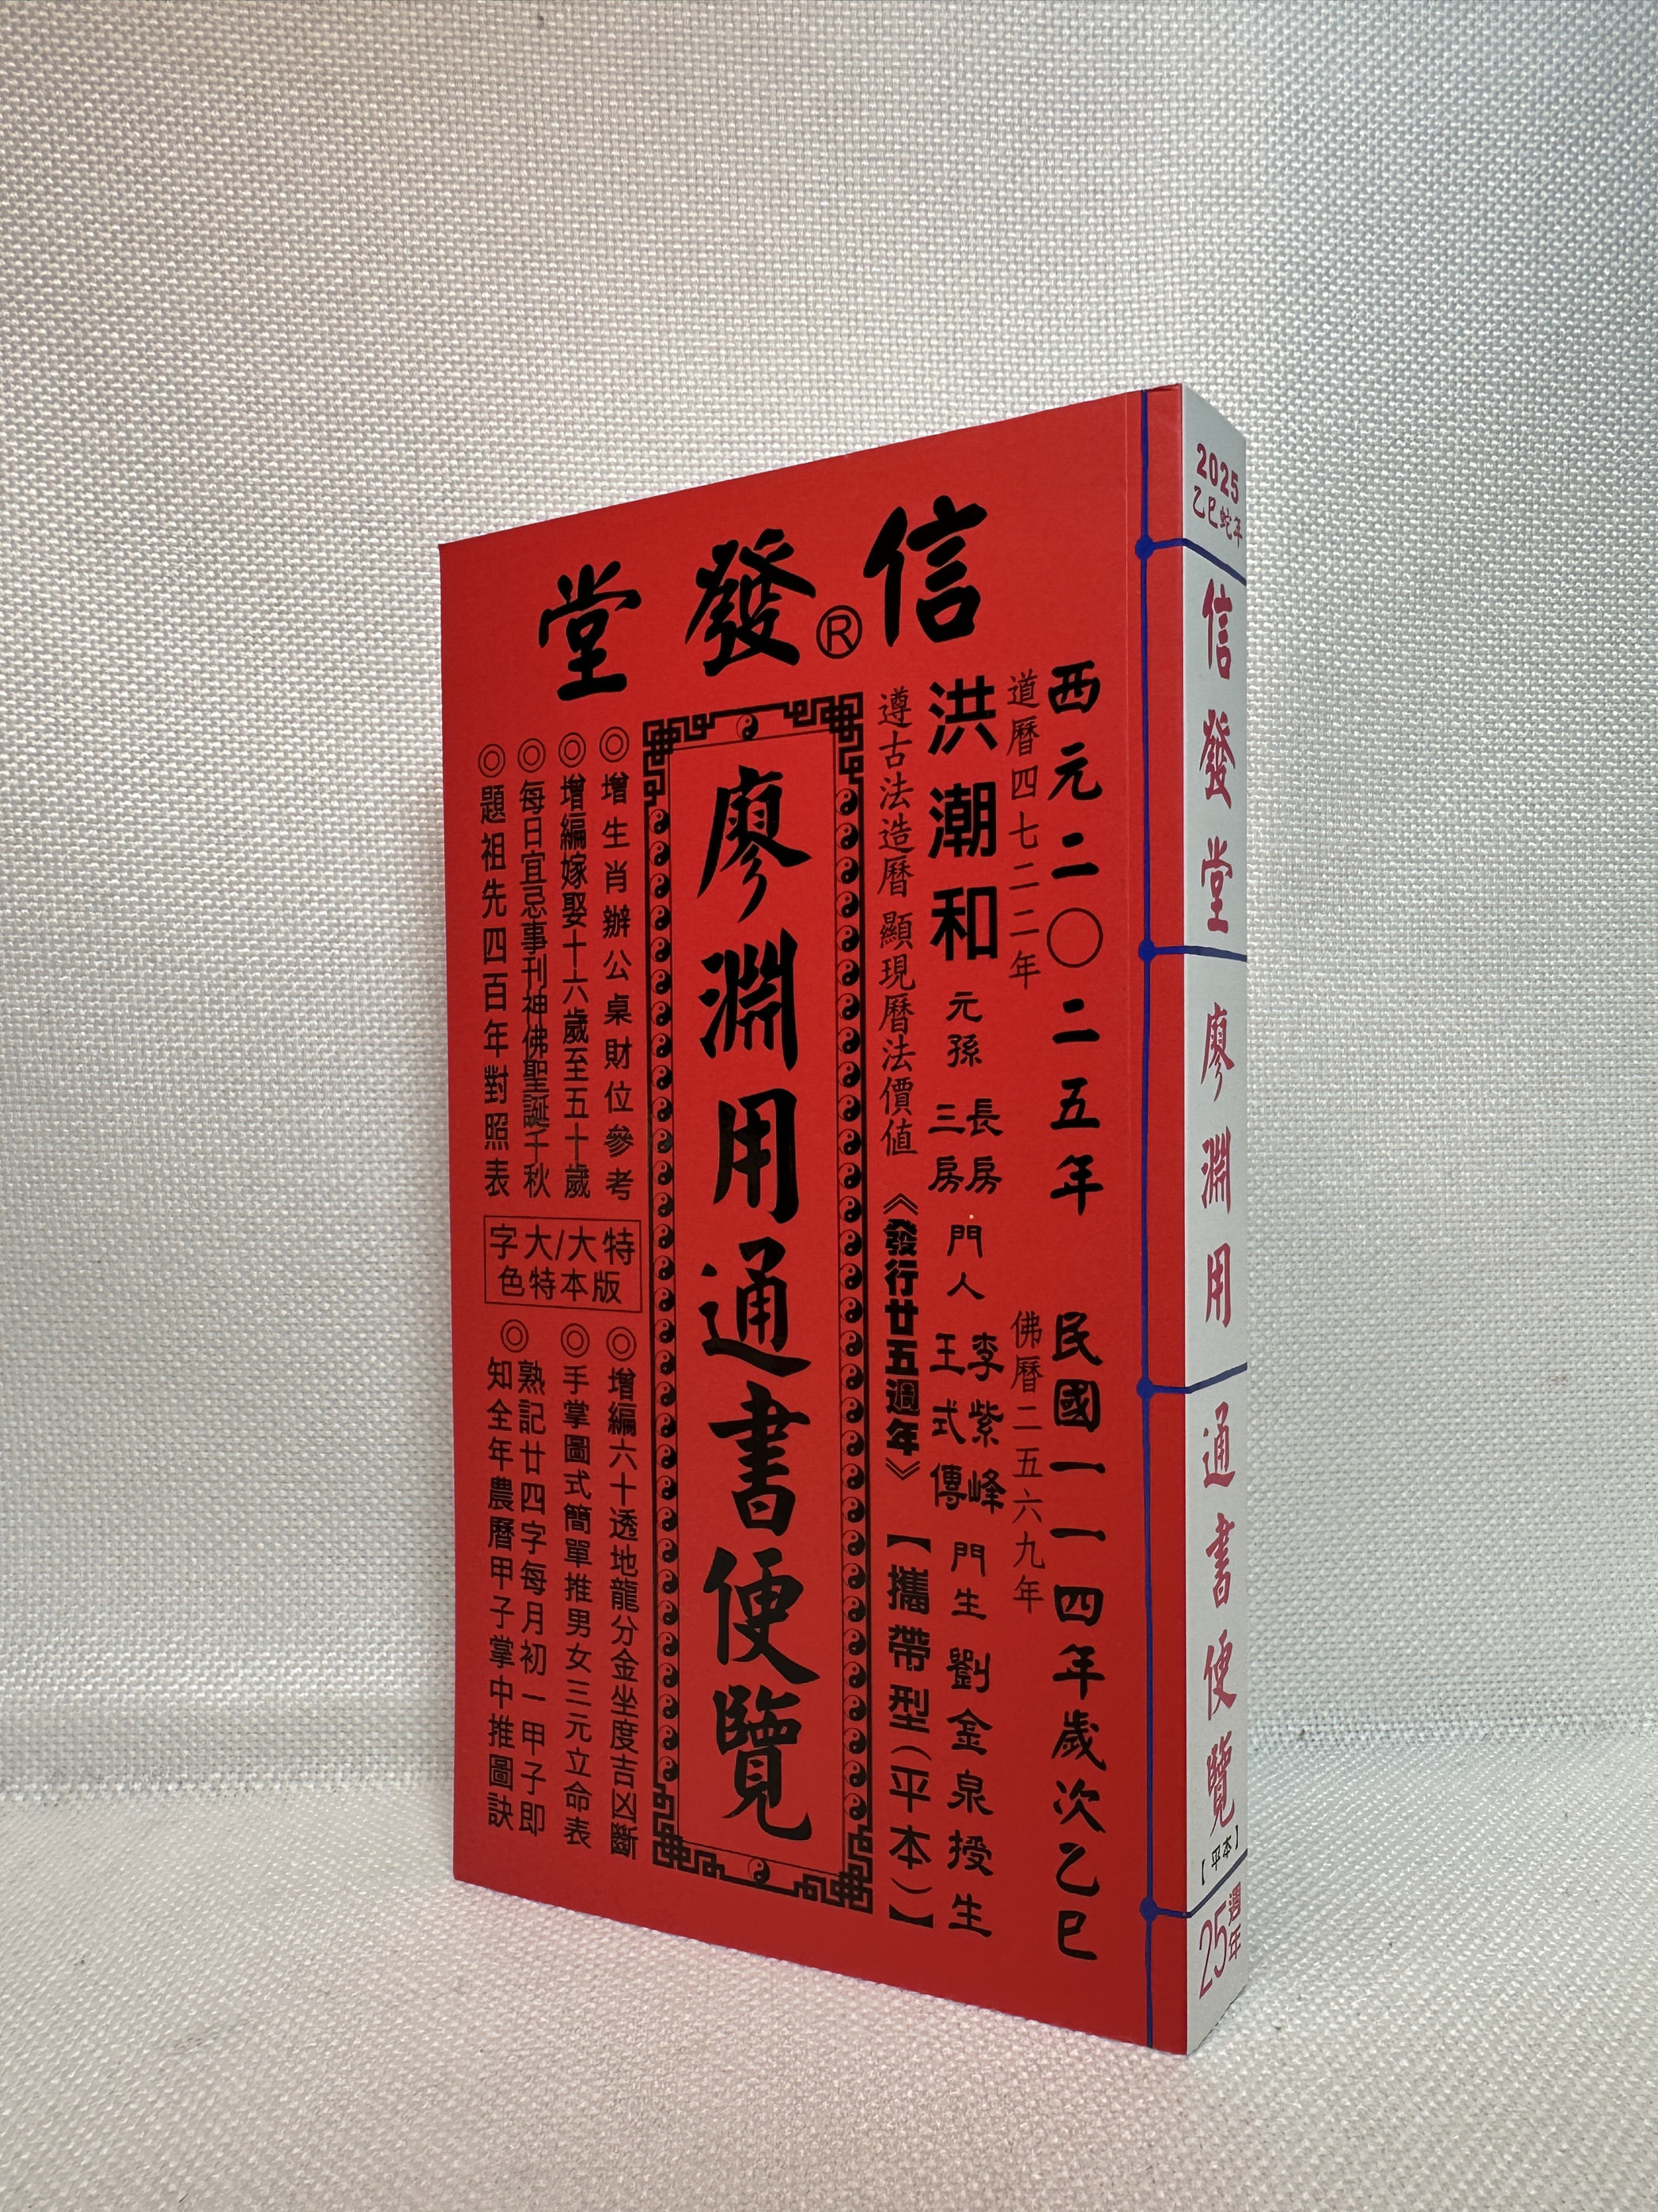 信發®堂
西元二〇二五年 民國一一四年歲次乙巳
道曆四七二二年 佛曆二五六九年
洪潮和 元孫 長房 三房 門人 李紫峰 王式傳 門生 劉金泉授生
遵古法造曆 顯現曆法價值 《發行廿五週年》 【攜帶型(平本)】
廖淵用通書便覽
◎增生肖辦公桌財位參考
◎增編嫁娶十六歲至五十歲
◎每日宜忌事刊神佛聖誕千秋
◎題祖先四百年對照表
特大/大字
版本特色
◎增編六十透地龍分金坐度吉凶斷
◎手掌圖式簡單推男女三元立命表
◎熟記廿四字每月初一甲子即
知全年農曆甲子掌中推圖訣
2025
乙巳蛇年
信發堂 廖淵用 通書便覽
【平本】
25週年